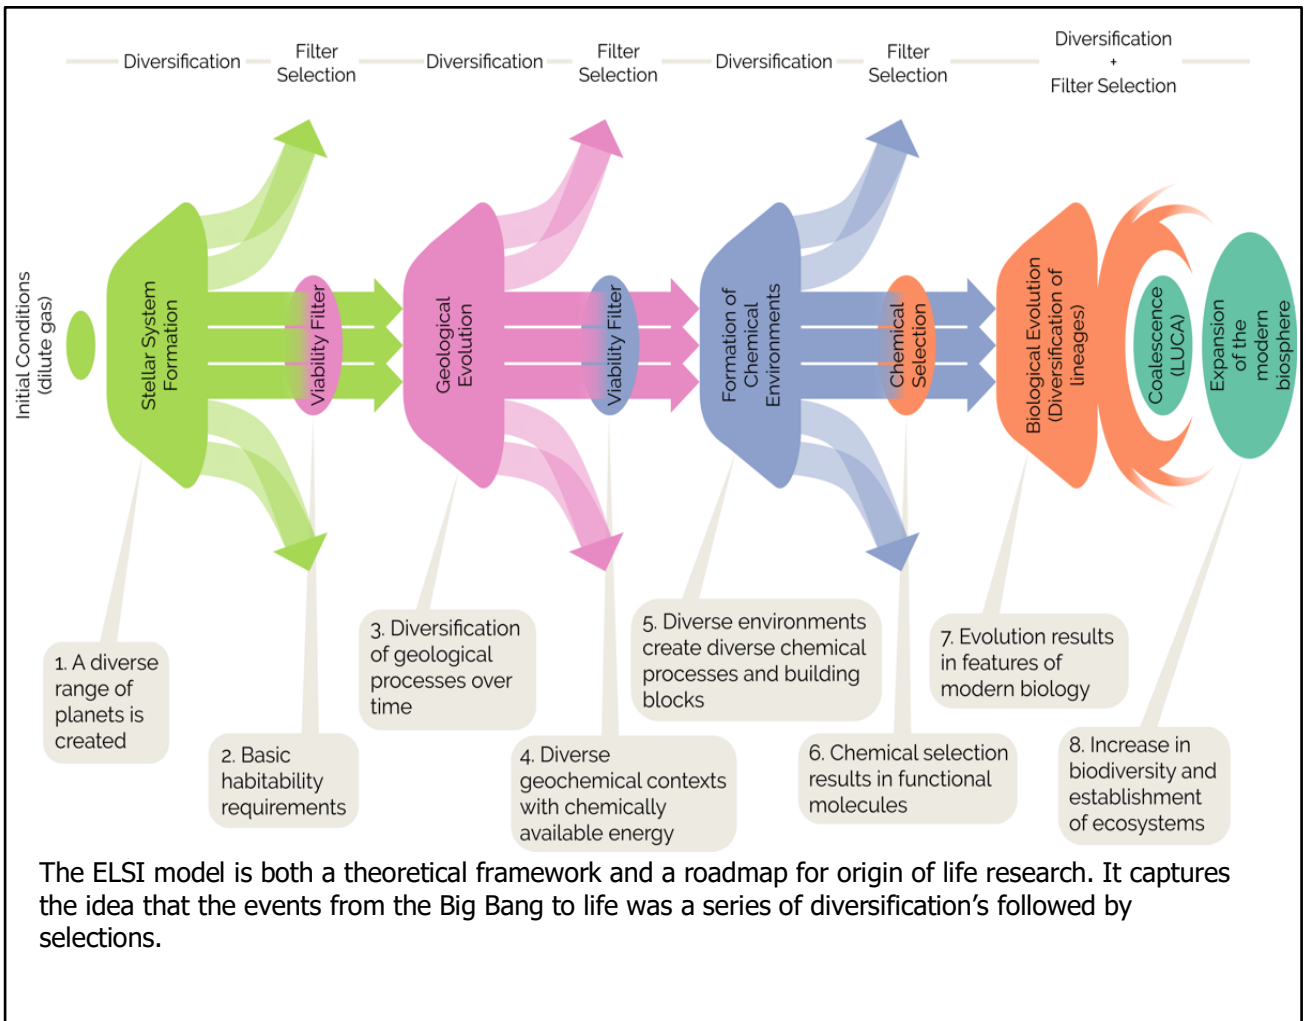 Diversification
Filter
Selection
Diversification
Filter
Selection
Diversification
Filter
Selection
Diversification
+
Filter Selection
Initial Conditions
(dilute gas)
Stellar System
Formation
Viability Filter
Geological
Evolution
Viability Filter
Formation of
Chemical
Environments
Chemical
Selection
Biological Evolution
(Diversification of
lineages)
Coalescence
(LUCA)
Expansion
of the
modern
biosphere
1. A diverse
range of
planets is
created
2. Basic
habitability
requirements
3. Diversification
of geological
processes over
time
4. Diverse
geochemical contexts
with chemically
available energy
5. Diverse environments
create diverse chemical
processes and building
blocks
6. Chemical selection
results in functional
molecules
7. Evolution results
in features of
modern biology
8. Increase in
biodiversity and
establishment
of ecosystems
The ELSI model is both a theoretical framework and a roadmap for origin of life research. It captures
the idea that the events from the Big Bang to life was a series of diversification’s followed by
selections.